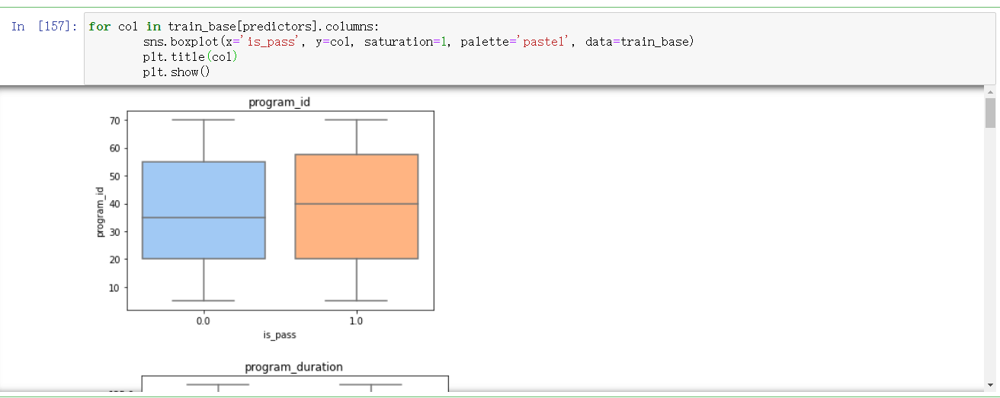 In [157]: for col in train_base[predictors].columns:
sns.boxplot(x='is_pass', y=col, saturation=1, palette='pastel', data=train_base)
plt.title(col)
plt.show()
program_id
70
60
50
40
30
20
10
program_id
0.0 1.0
is_pass
program_duration